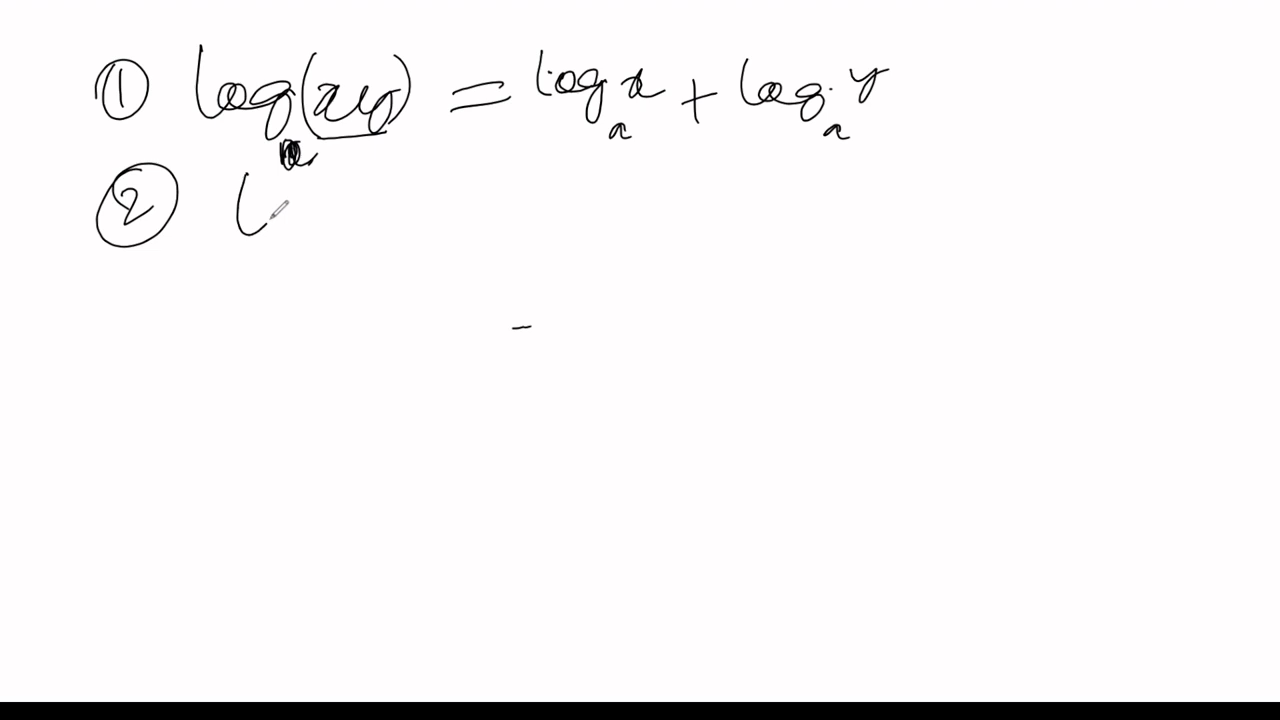 ① log_a(xy) = log_a x + log_a y
② l